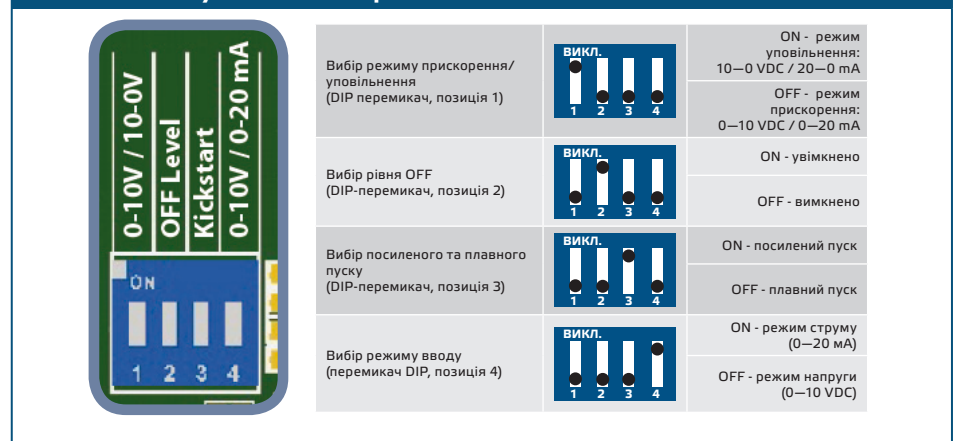 0-10V / 10-0V
OFF Level
Kickstart
0-10V / 0-20 mA
ON
1 2 3 4
Вибір режиму прискорення/
уповільнення
(DIP перемикач, позиція 1)
ВИКЛ.
1 2 3 4
ON - режим
уповільнення:
10—0 VDC / 20—0 mA
OFF - режим
прискорення:
0—10 VDC / 0—20 mA
Вибір рівня OFF
(DIP-перемикач, позиція 2)
ВИКЛ.
1 2 3 4
ON - увімкнено
OFF - вимкнено
Вибір посиленого та плавного
пуску
(DIP-перемикач, позиція 3)
ВИКЛ.
1 2 3 4
ON - посилений пуск
OFF - плавний пуск
Вибір режиму вводу
(перемикач DIP, позиція 4)
ВИКЛ.
1 2 3 4
ON - режим струму
(0—20 мА)
OFF - режим напруги
(0—10 VDC)